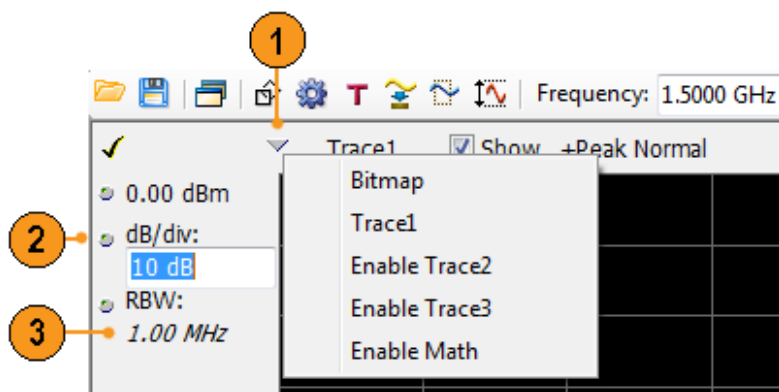 1
Frequency: 1.5000 GHz
Trace1 Show +Peak Normal
Bitmap
Trace1
Enable Trace2
Enable Trace3
Enable Math
0.00 dBm
2
dB/div:
10 dB
RBW:
3
1.00 MHz